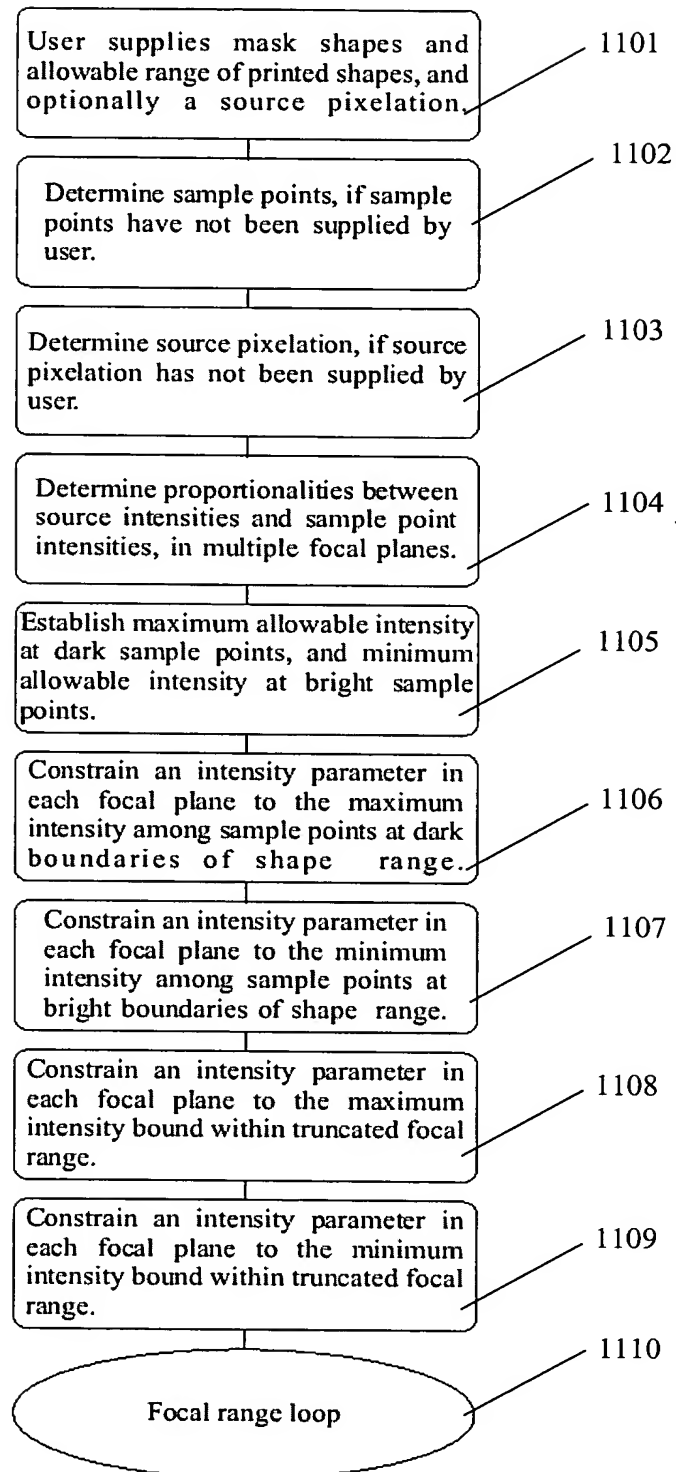 User supplies mask shapes and
allowable range of printed shapes, and
optionally a source pixelation.
1101
Determine sample points, if sample
points have not been supplied by
user.
1102
Determine source pixelation, if source
pixelation has not been supplied by
user.
1103
Determine proportionalities between
source intensities and sample point
intensities, in multiple focal planes.
1104
Establish maximum allowable intensity
at dark sample points, and minimum
allowable intensity at bright sample
points.
1105
Constrain an intensity parameter in
each focal plane to the maximum
intensity among sample points at dark
boundaries of shape range.
1106
Constrain an intensity parameter in
each focal plane to the minimum
intensity among sample points at
bright boundaries of shape range.
1107
Constrain an intensity parameter in
each focal plane to the maximum
intensity bound within truncated focal
range.
1108
Constrain an intensity parameter in
each focal plane to the minimum
intensity bound within truncated focal
range.
1109
Focal range loop
1110